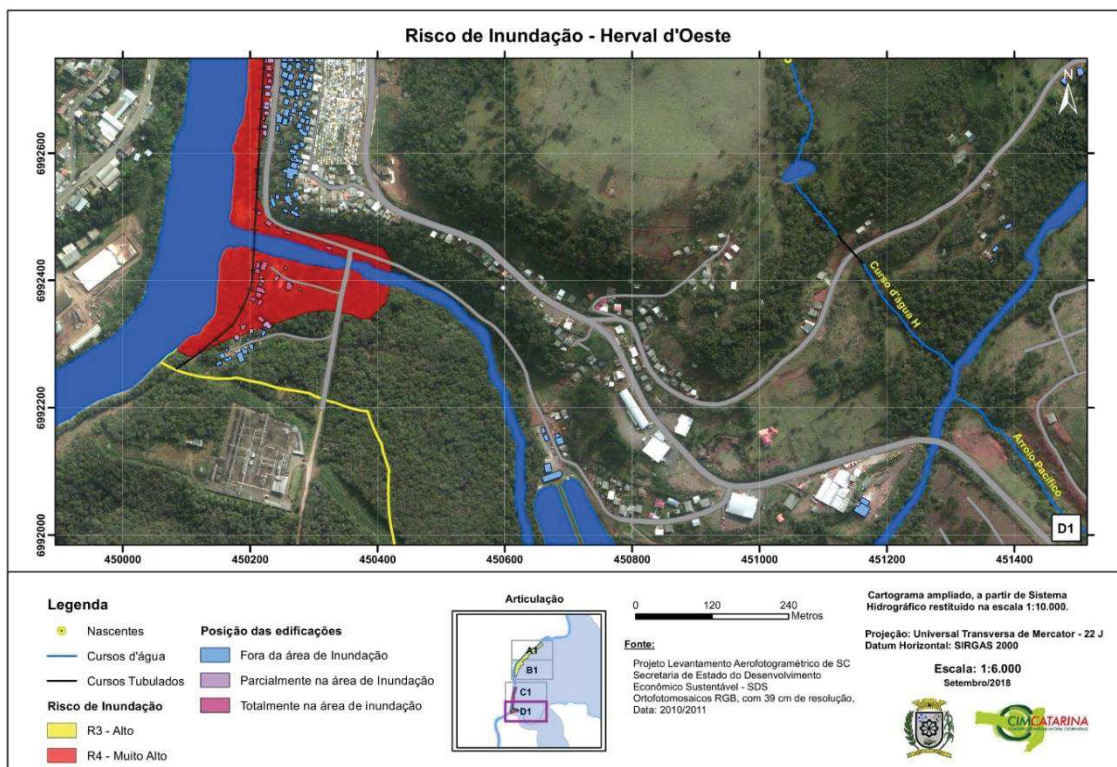 Risco de Inundação - Herval d'Oeste
N
6992600
6992400
6992200
6992000
Curso d'água H
Arroio Pacífico
D1
450000
450200
450400
450600
450800
451000
451200
451400
Legenda
Nascentes
Cursos d'água
Cursos Tubulados
Risco de Inundação
R3 - Alto
R4 - Muito Alto
Posição das edificações
Fora da área de Inundação
Parcialmente na área de Inundação
Totalmente na área de inundação
Articulação
A1
B1
C1
D1
0 120 240
Metros
Fonte:
Projeto Levantamento Aerofotogramétrico de SC
Secretaria de Estado do Desenvolvimento
Econômico Sustentável - SDS
Ortofotomosaicos RGB, com 39 cm de resolução,
Data: 2010/2011
Cartograma ampliado, a partir de Sistema
Hidrográfico restituído na escala 1:10.000.
Projeção: Universal Transversa de Mercator - 22 J
Datum Horizontal: SIRGAS 2000
Escala: 1:6.000
Setembro/2018
CIMCATARINA